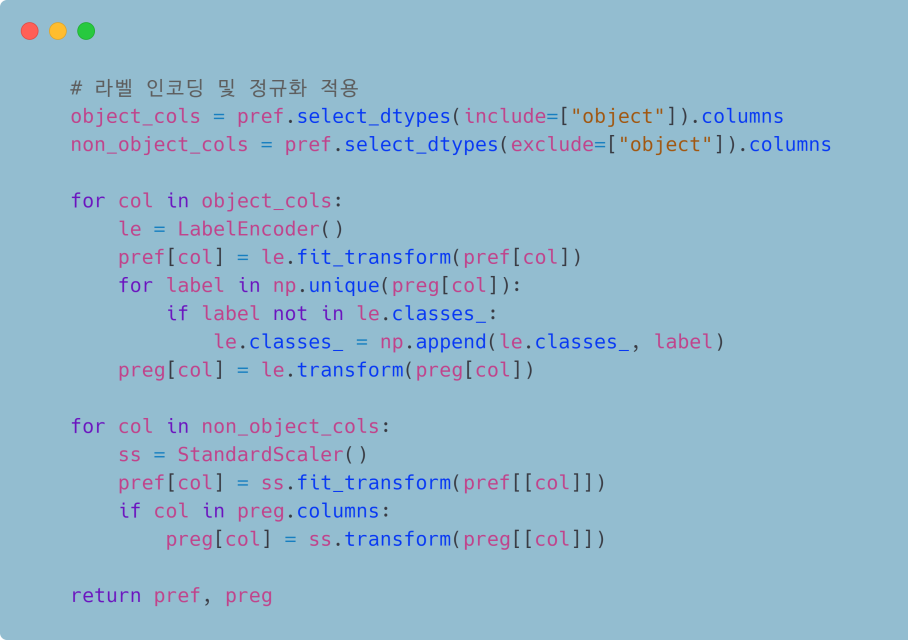 # 라벨 인코딩 및 정규화 적용
object_cols = pref.select_dtypes(include=["object"]).columns
non_object_cols = pref.select_dtypes(exclude=["object"]).columns

for col in object_cols:
    le = LabelEncoder()
    pref[col] = le.fit_transform(pref[col])
    for label in np.unique(preg[col]):
        if label not in le.classes_:
            le.classes_ = np.append(le.classes_, label)
    preg[col] = le.transform(preg[col])

for col in non_object_cols:
    ss = StandardScaler()
    pref[col] = ss.fit_transform(pref[[col]])
    if col in preg.columns:
        preg[col] = ss.transform(preg[[col]])

return pref, preg